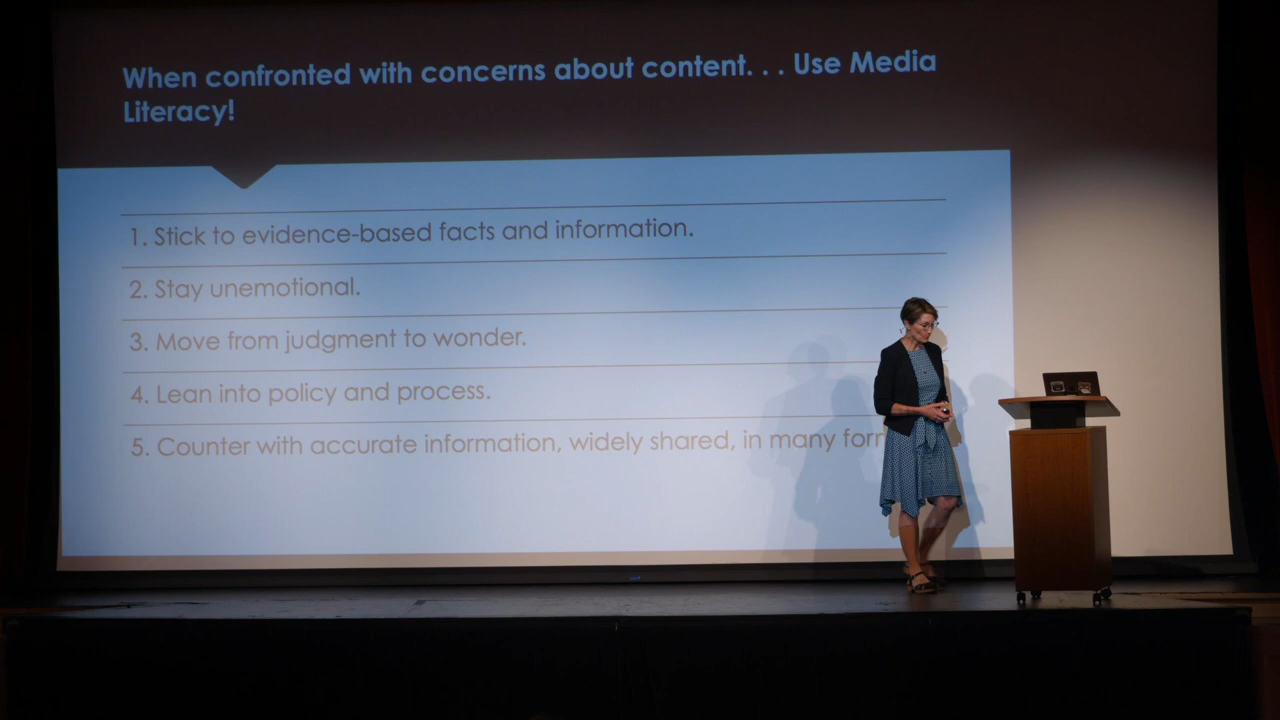 When confronted with concerns about content. . . Use Media
Literacy!
1. Stick to evidence-based facts and information.
2. Stay unemotional.
3. Move from judgment to wonder.
4. Lean into policy and process.
5. Counter with accurate information, widely shared, in many